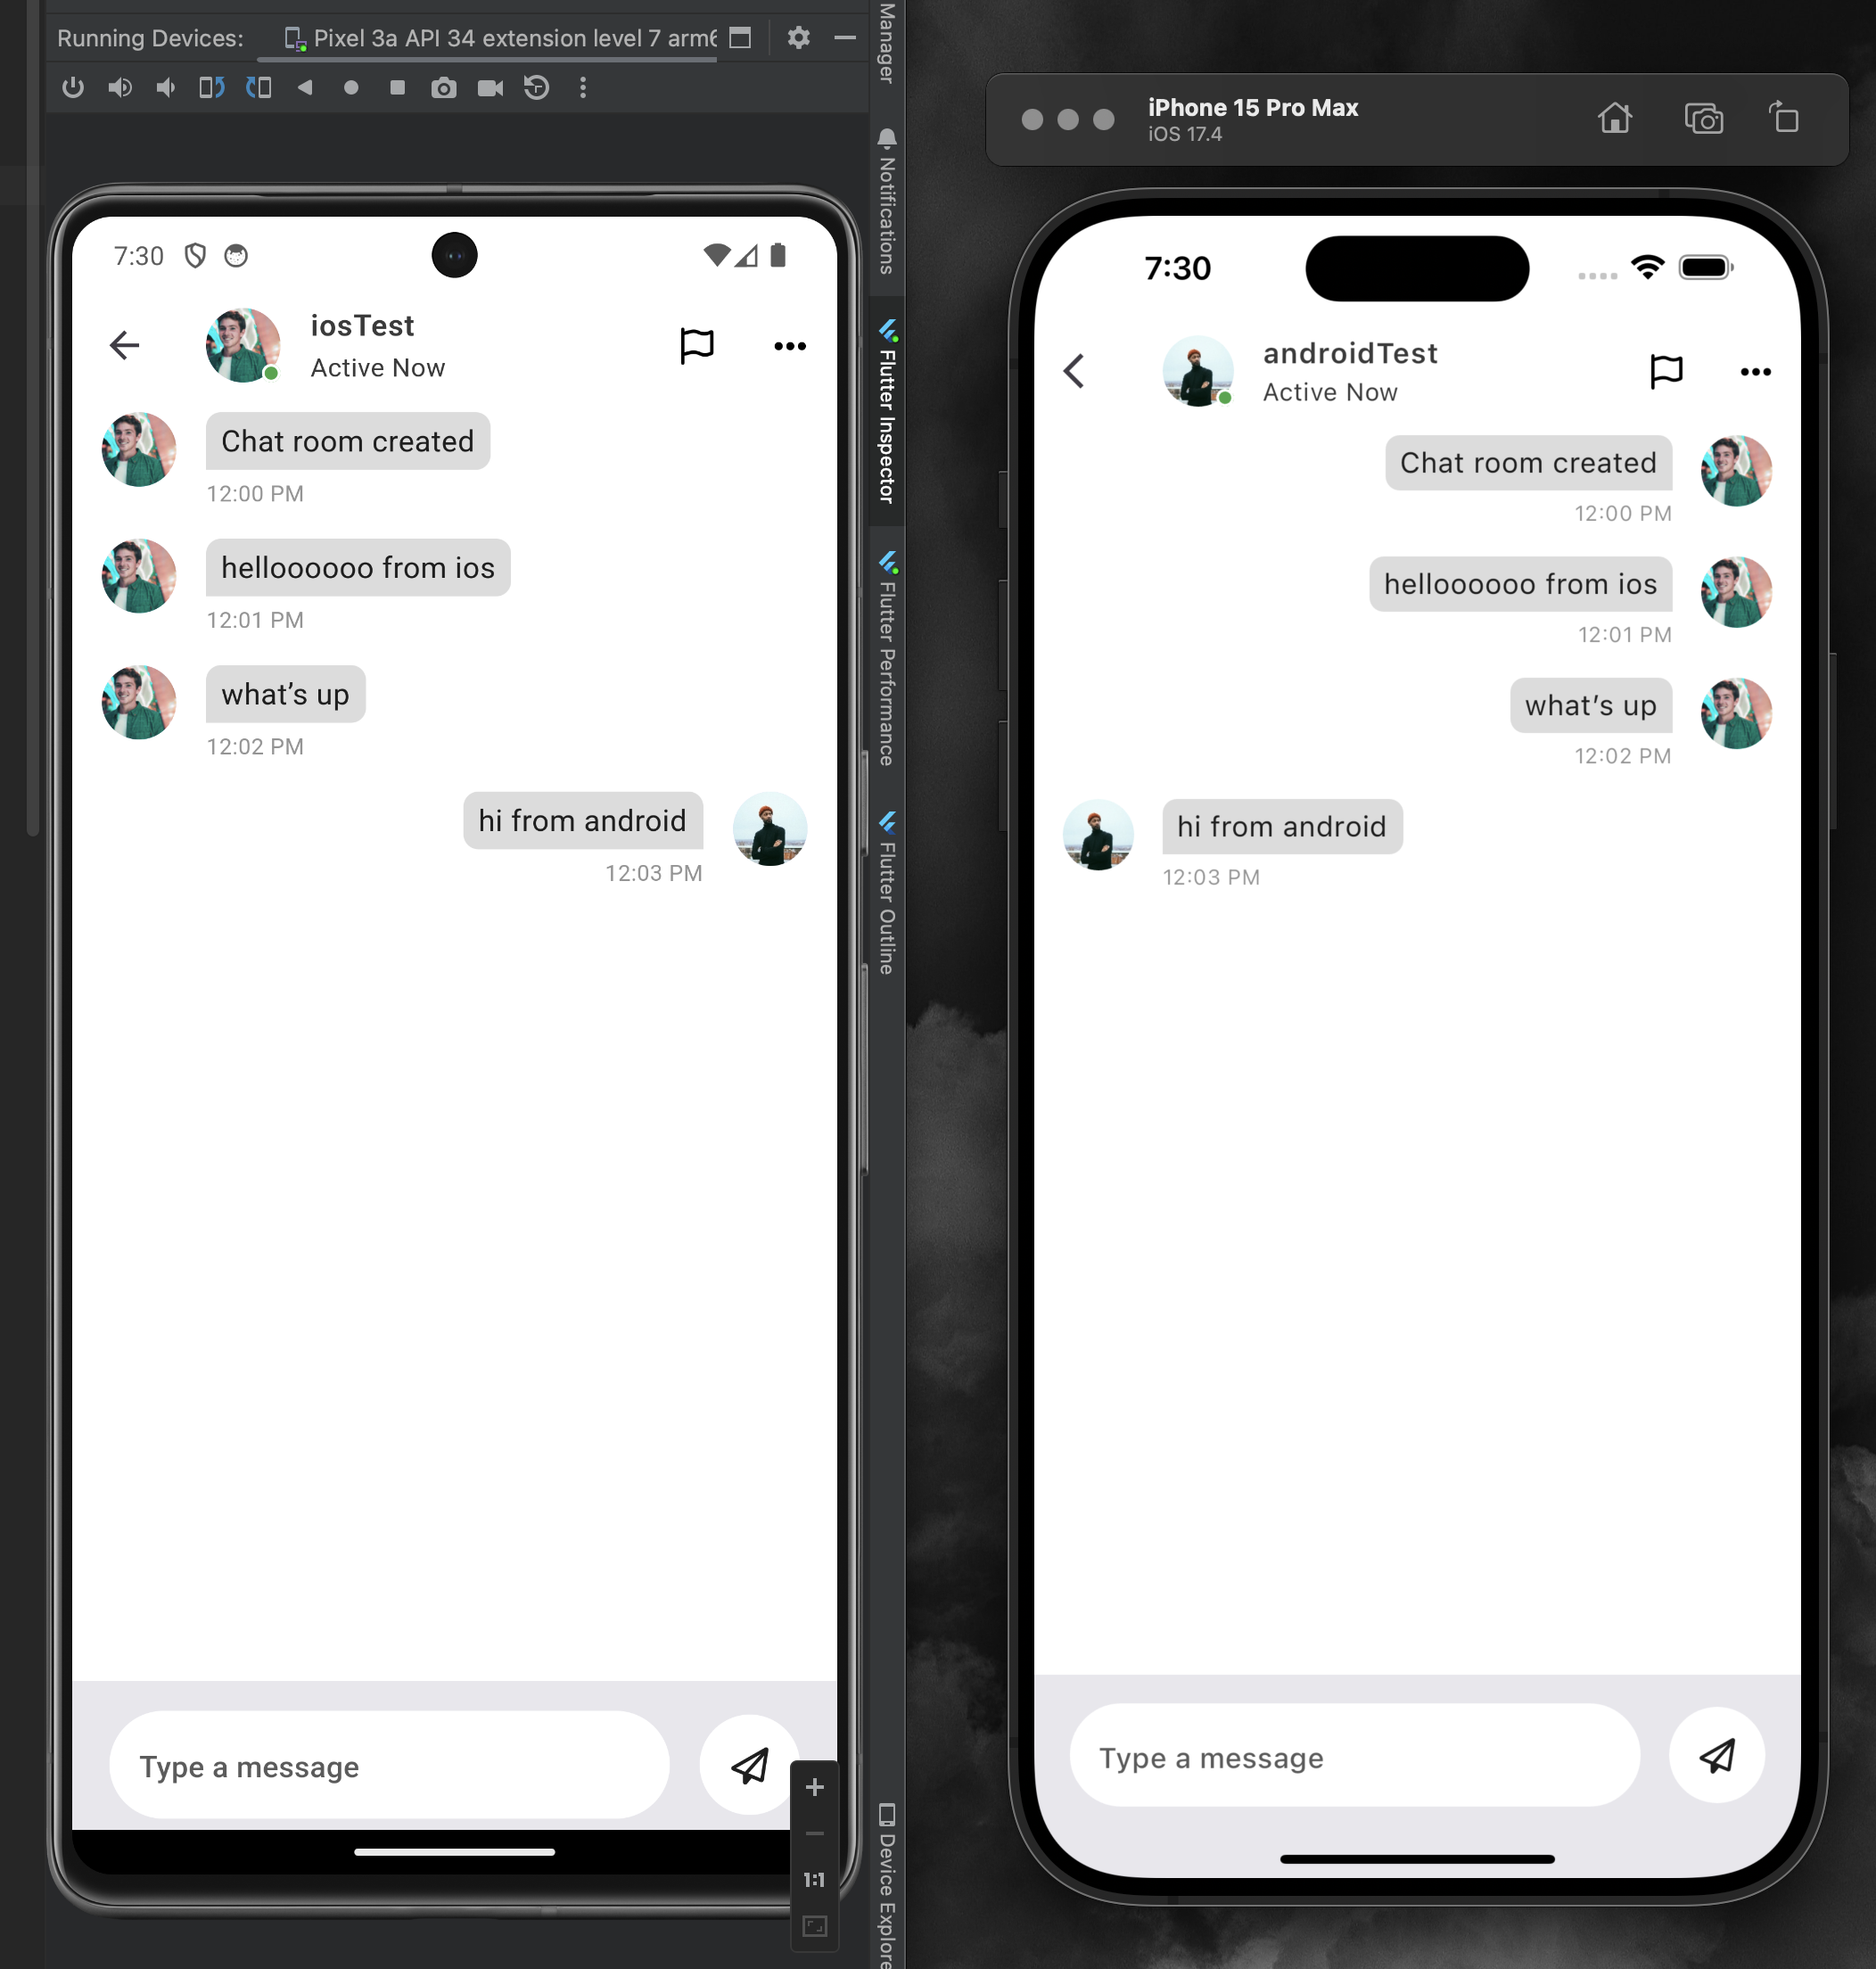 Running Devices:
Pixel 3a API 34 extension level 7
Manager
Notifications
Flutter Inspector
Flutter Performance
Flutter Outline
Device Explore
7:30
iosTest
Active Now
Chat room created
12:00 PM
helloooooo from ios
12:01 PM
what’s up
12:02 PM
hi from android
12:03 PM
Type a message
1:1
iPhone 15 Pro Max
iOS 17.4
7:30
androidTest
Active Now
Chat room created
12:00 PM
helloooooo from ios
12:01 PM
what’s up
12:02 PM
hi from android
12:03 PM
Type a message